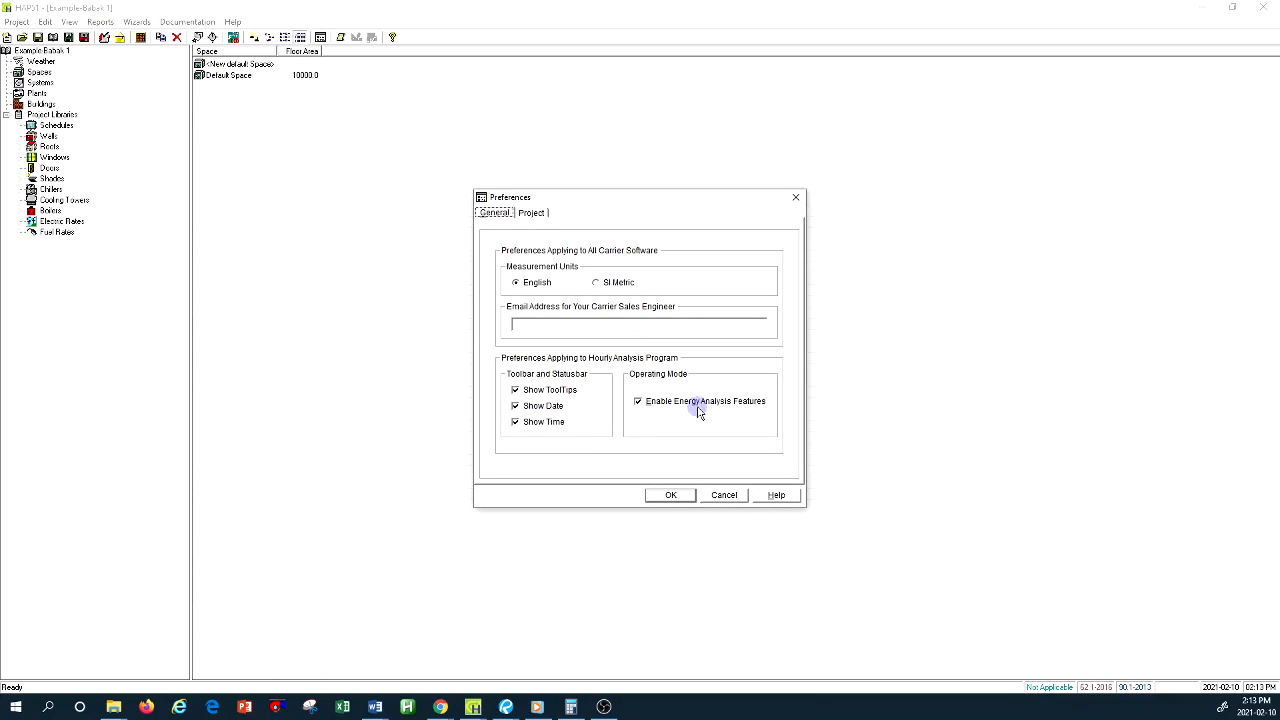 HAP51 - [Example-Babak 1]
Project Edit View Reports Wizards Documentation Help
Example-Babak 1
Weather
Spaces
Systems
Plants
Buildings
Project Libraries
Schedules
Walls
Roofs
Windows
Doors
Shades
Chillers
Cooling Towers
Boilers
Electric Rates
Fuel Rates
Space Floor Area
<New default Space>
Default Space 10000.0
Preferences
General Project
Preferences Applying to All Carrier Software
Measurement Units
English SI Metric
Email Address for Your Carrier Sales Engineer
Preferences Applying to Hourly Analysis Program
Toolbar and Statusbar Operating Mode
Show ToolTips
Enable Energy Analysis Features
Show Date
Show Time
OK Cancel Help
Ready Not Applicable 62.1-2016 90.1-2013 2021-02-10 02:13 PM
2:13 PM
2021-02-10